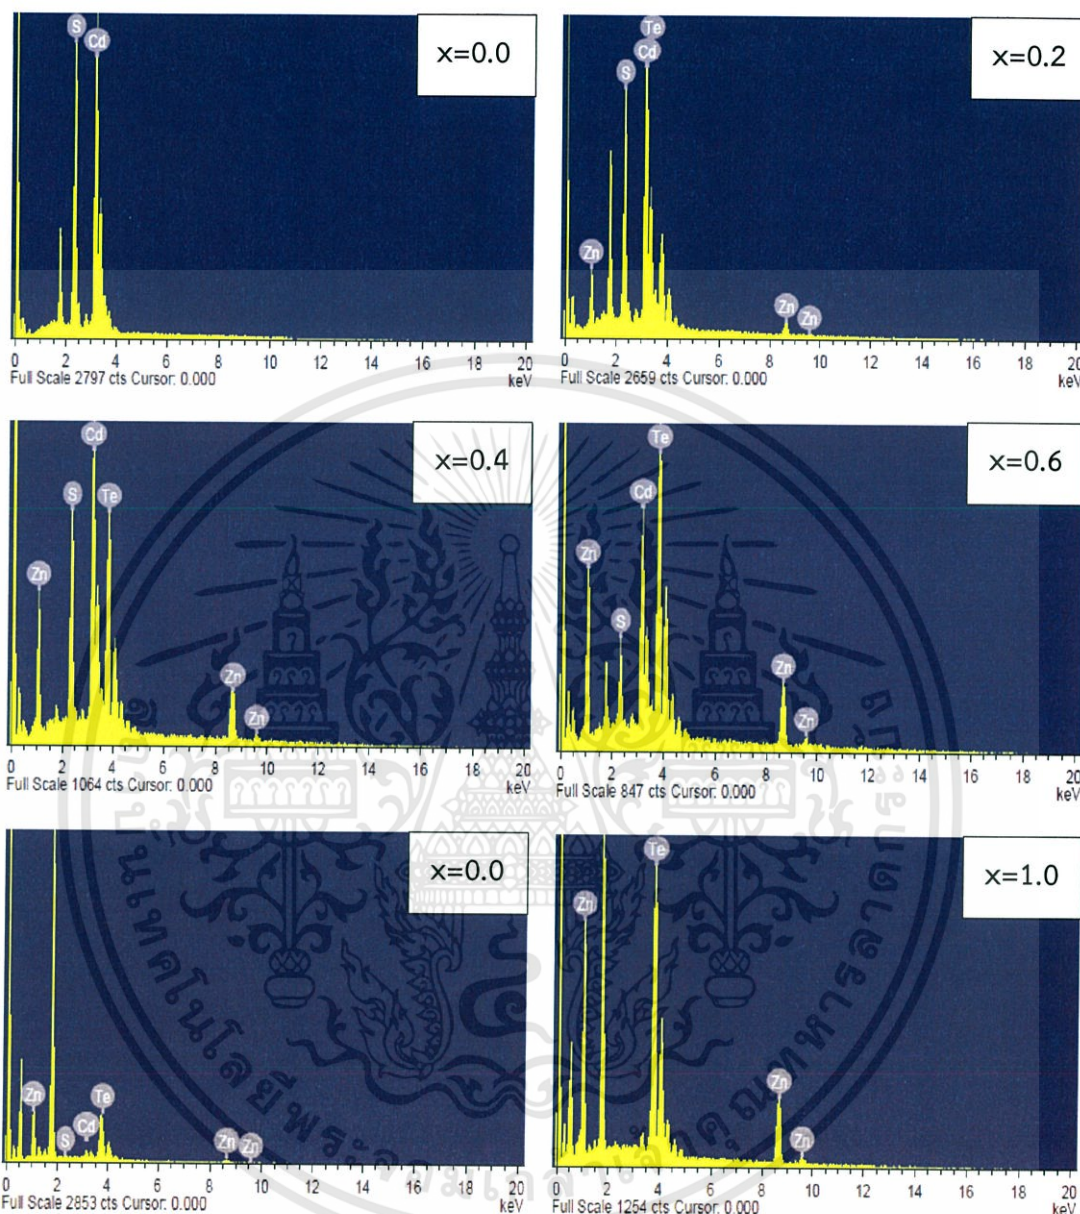 S
Cd
x=0.0
0 2 4 6 8 10 12 14 16 18 20
Full Scale 2797 cts Cursor: 0.000 keV
Te
Cd
S
Zn
Zn
Zn
x=0.2
0 2 4 6 8 10 12 14 16 18 20
Full Scale 2659 cts Cursor: 0.000 keV
Cd
S
Te
Zn
Zn
Zn
x=0.4
0 2 4 6 8 10 12 14 16 18 20
Full Scale 1064 cts Cursor: 0.000 keV
Te
Cd
Zn
S
Zn
Zn
x=0.6
0 2 4 6 8 10 12 14 16 18 20
Full Scale 847 cts Cursor: 0.000 keV
Zn
S
Cd
Te
Zn
Zn
x=0.0
0 2 4 6 8 10 12 14 16 18 20
Full Scale 2853 cts Cursor: 0.000 keV
Te
Zn
Zn
Zn
x=1.0
0 2 4 6 8 10 12 14 16 18 20
Full Scale 1254 cts Cursor: 0.000 keV